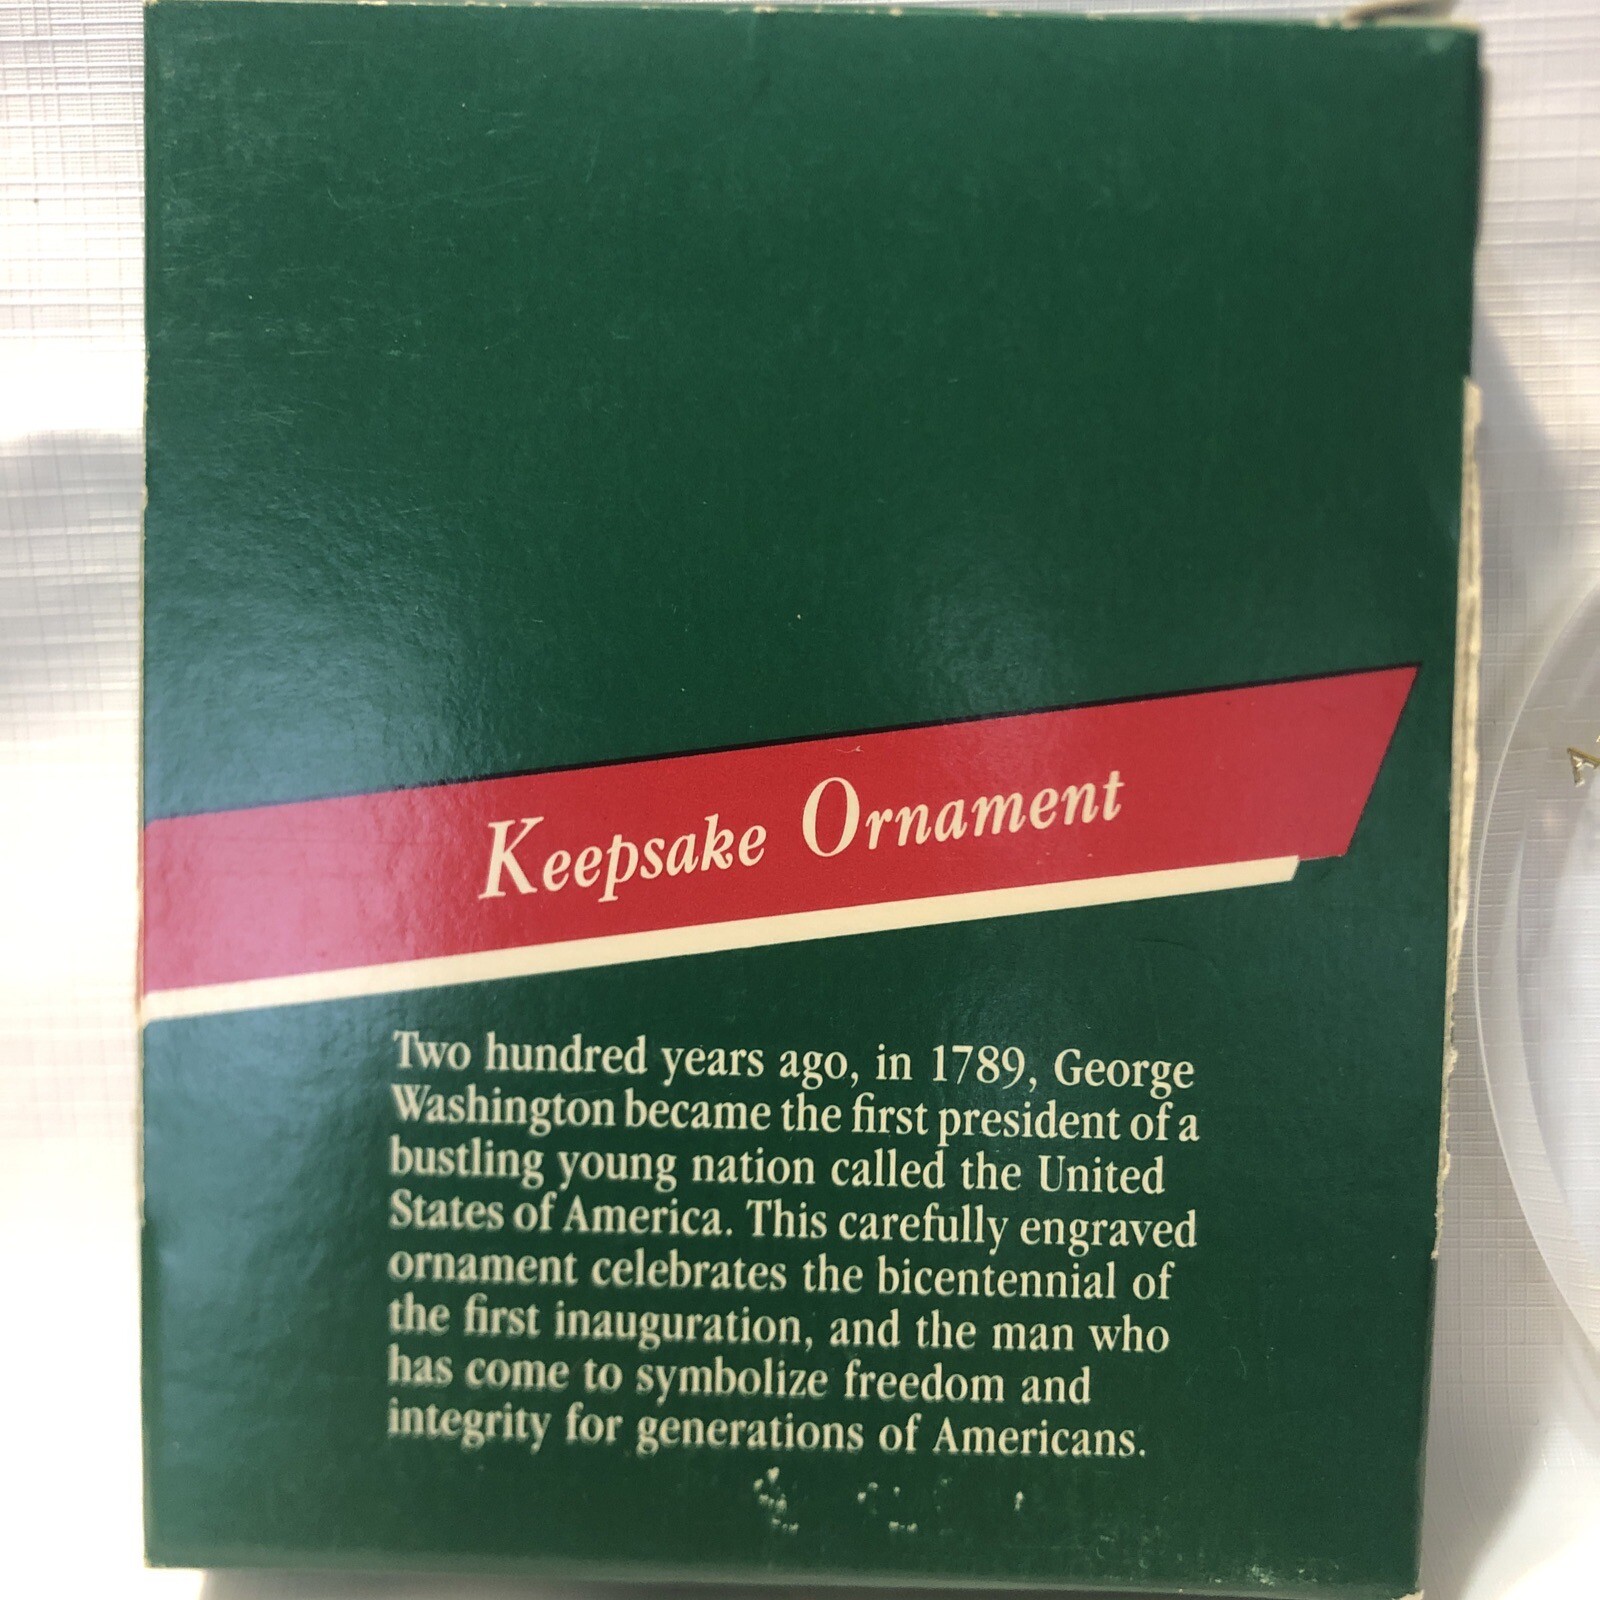 Keepsake Ornament
Two hundred years ago, in 1789, George
Washington became the first president of a
bustling young nation called the United
States of America. This carefully engraved
ornament celebrates the bicentennial of
the first inauguration, and the man who
has come to symbolize freedom and
integrity for generations of Americans.
A